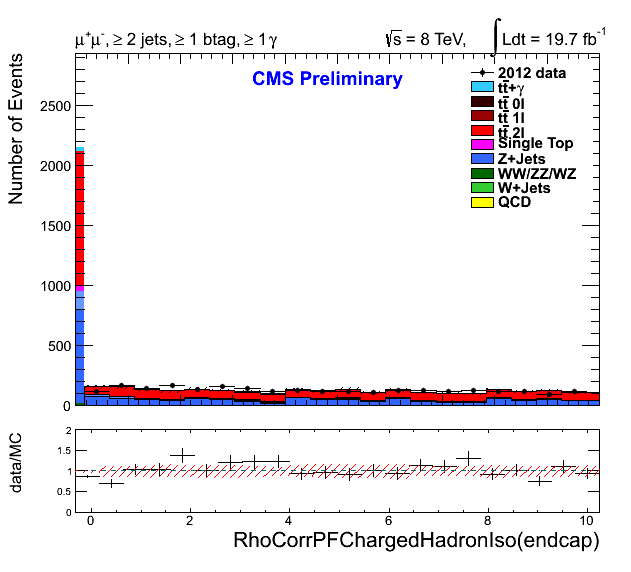 μ⁺μ⁻, ≥ 2 jets, ≥ 1 btag, ≥ 1 γ
√s = 8 TeV, ∫ Ldt = 19.7 fb⁻¹
CMS Preliminary
2012 data
tt̄+γ
tt̄ 0l
tt̄ 1l
tt̄ 2l
Single Top
Z+Jets
WW/ZZ/WZ
W+Jets
QCD
Number of Events
2500
2000
1500
1000
500
0
data/MC
2
1.5
1
0.5
0
0 2 4 6 8 10
RhoCorrPFChargedHadronIso(endcap)